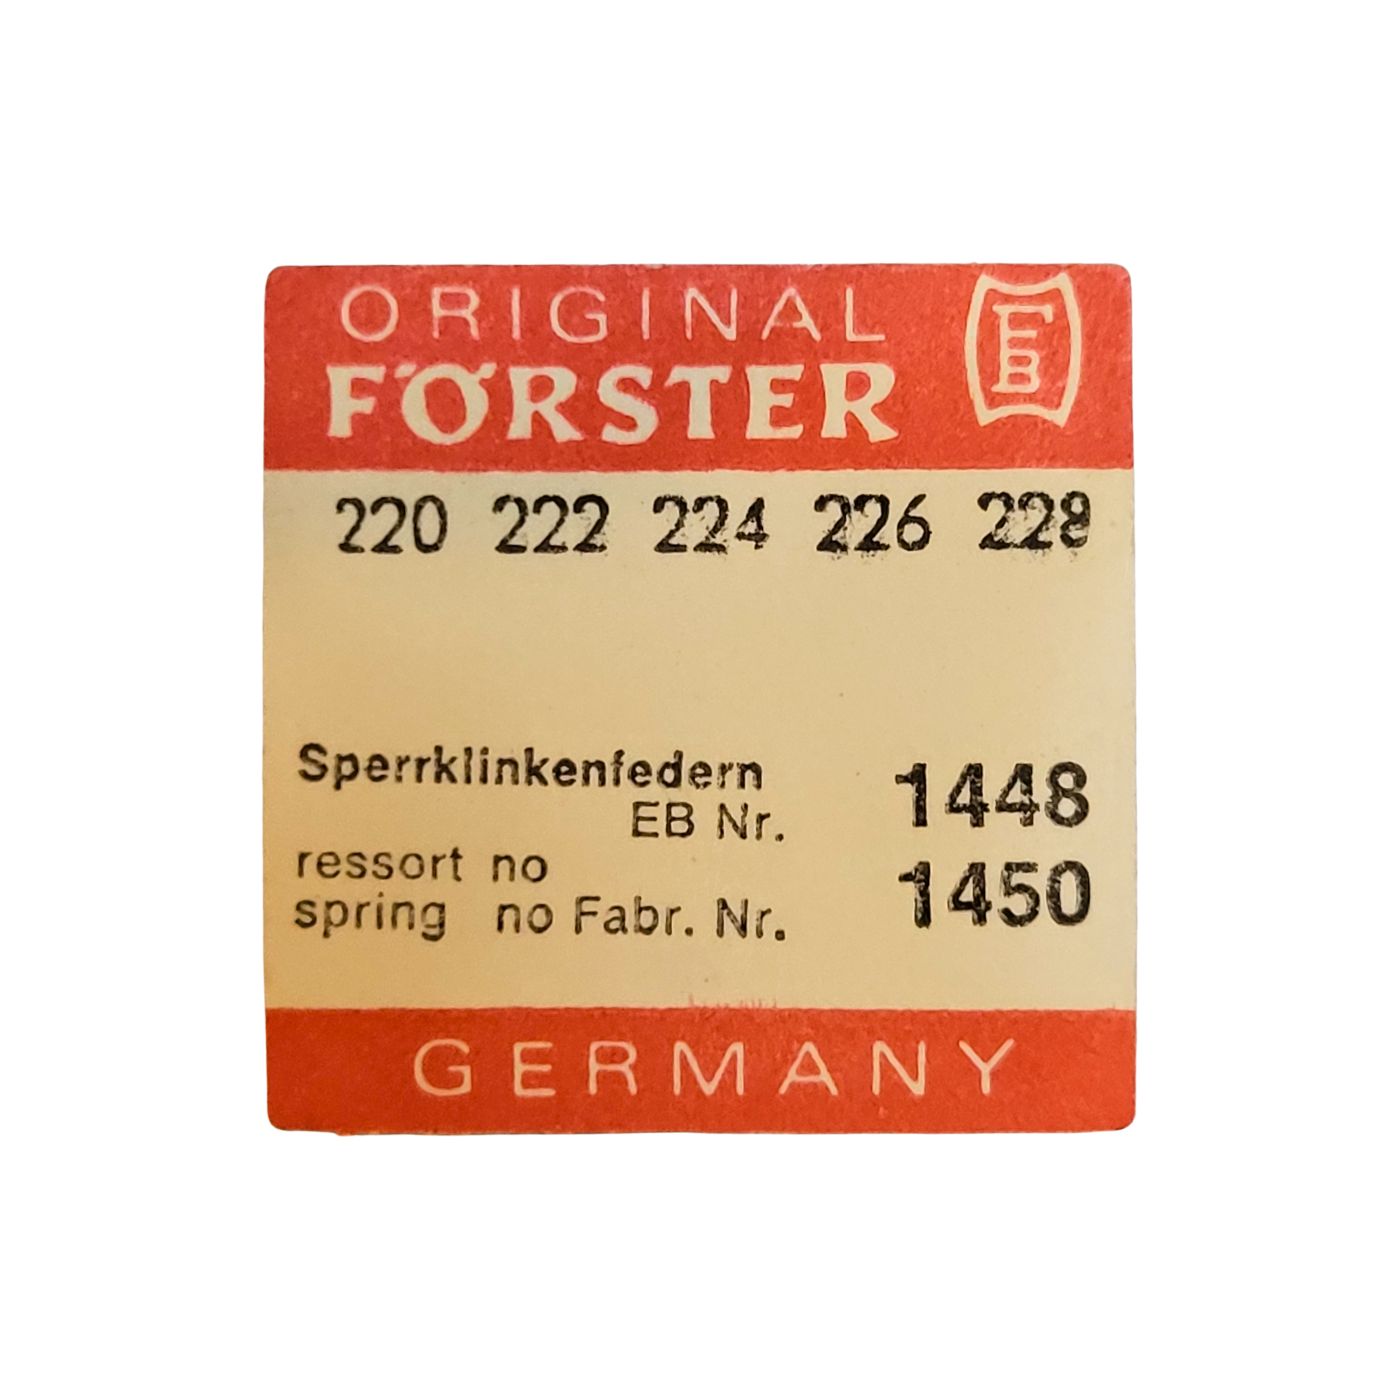 ORIGINAL
FÖRSTER
EB
220 222 224 226 228
Sperrklinkenfedern
EB Nr. 1448
ressort no
spring no Fabr. Nr. 1450
GERMANY